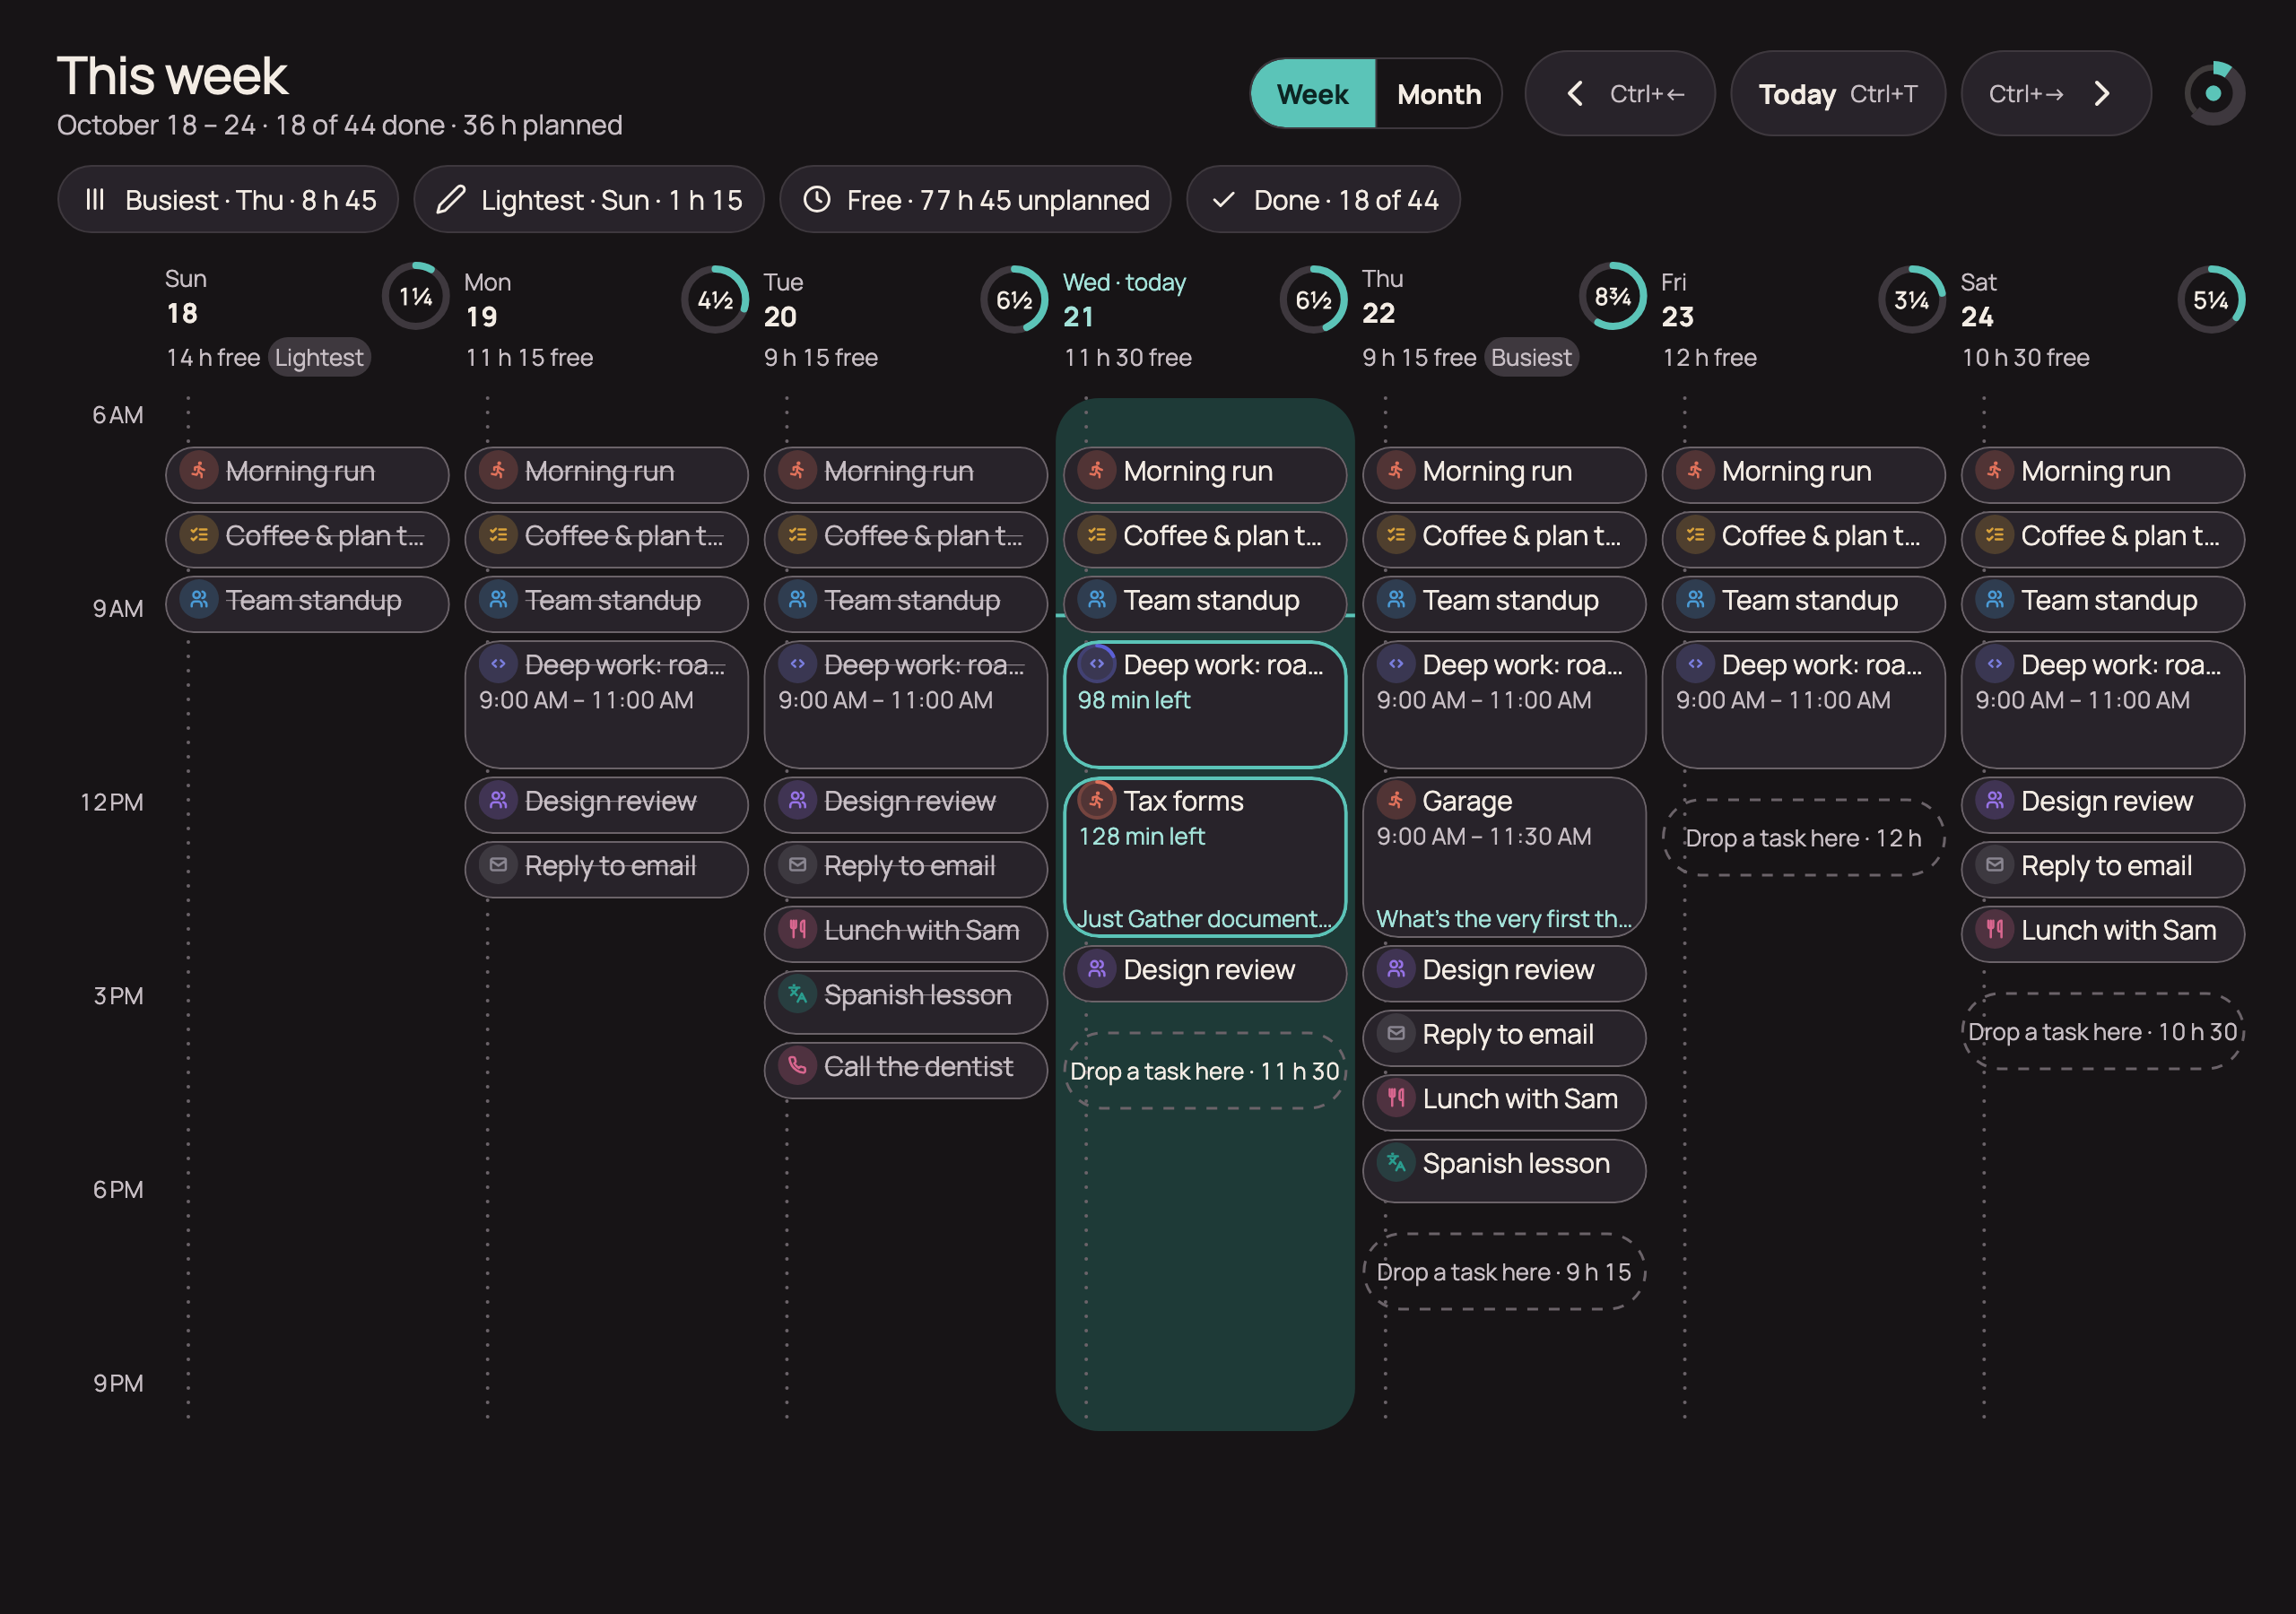 This week
October 18 – 24 · 18 of 44 done · 36 h planned
Week
Month
Ctrl+←
Today Ctrl+T
Ctrl+→
Busiest · Thu · 8 h 45
Lightest · Sun · 1 h 15
Free · 77 h 45 unplanned
Done · 18 of 44
Sun
18
1¼
14 h free
Lightest
Mon
19
4½
11 h 15 free
Tue
20
6½
9 h 15 free
Wed · today
21
6½
11 h 30 free
Thu
22
8¾
9 h 15 free
Busiest
Fri
23
3¼
12 h free
Sat
24
5¼
10 h 30 free
6 AM
9 AM
12 PM
3 PM
6 PM
9 PM
Morning run
Coffee & plan t...
Team standup
Morning run
Coffee & plan t...
Team standup
Deep work: roa...
9:00 AM – 11:00 AM
Design review
Reply to email
Morning run
Coffee & plan t...
Team standup
Deep work: roa...
9:00 AM – 11:00 AM
Design review
Reply to email
Lunch with Sam
Spanish lesson
Call the dentist
Morning run
Coffee & plan t...
Team standup
Deep work: roa...
98 min left
Tax forms
128 min left
Just Gather document...
Design review
Drop a task here · 11 h 30
Morning run
Coffee & plan t...
Team standup
Deep work: roa...
9:00 AM – 11:00 AM
Garage
9:00 AM – 11:30 AM
What's the very first th...
Design review
Reply to email
Lunch with Sam
Spanish lesson
Drop a task here · 9 h 15
Morning run
Coffee & plan t...
Team standup
Deep work: roa...
9:00 AM – 11:00 AM
Drop a task here · 12 h
Morning run
Coffee & plan t...
Team standup
Deep work: roa...
9:00 AM – 11:00 AM
Design review
Reply to email
Lunch with Sam
Drop a task here · 10 h 30